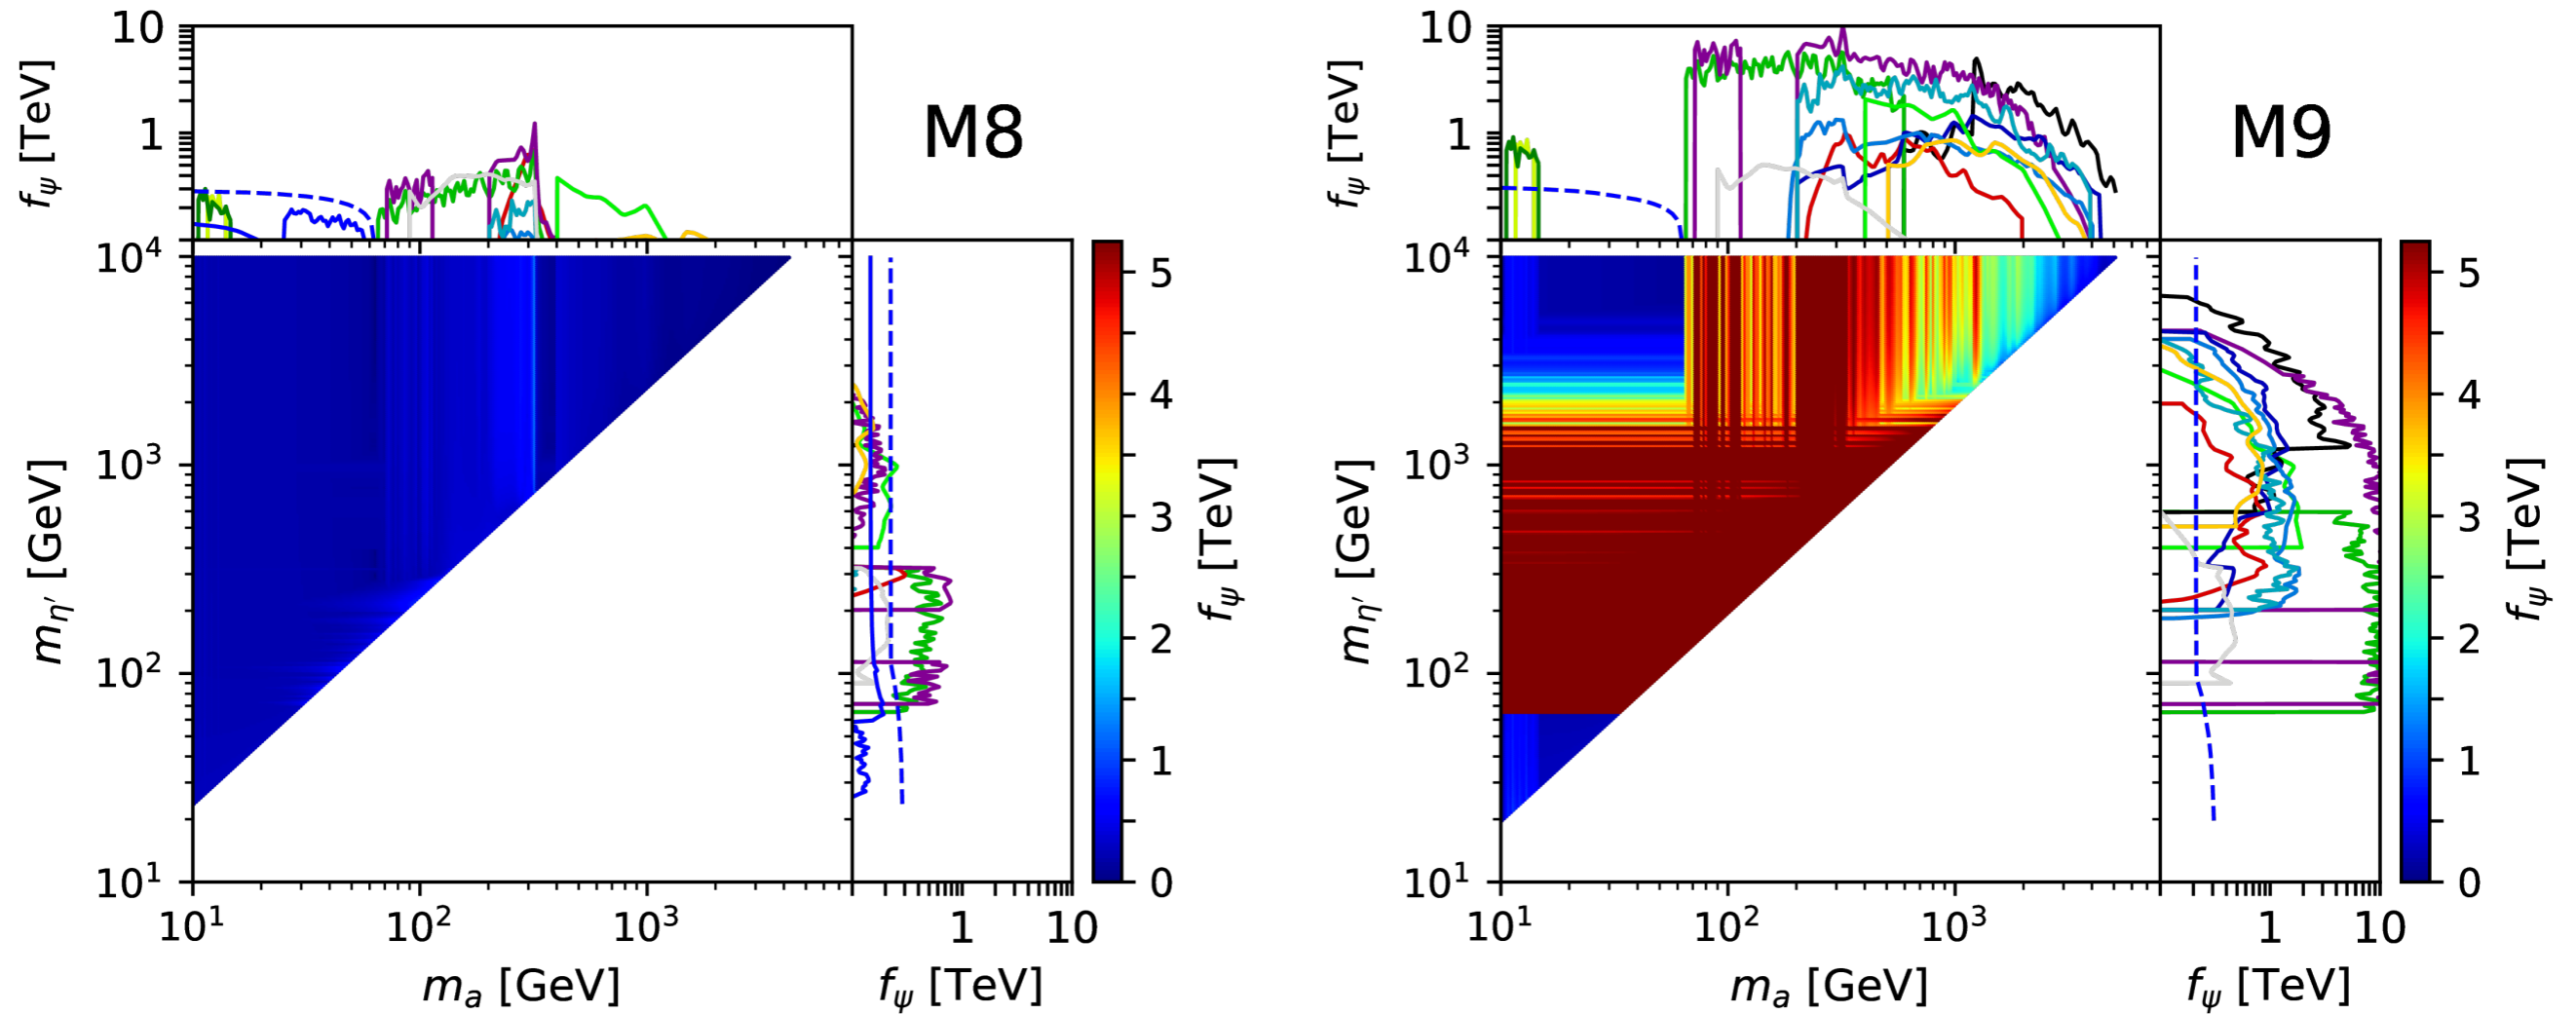 10
1
f_ψ [TeV]
M8
10^4
10^3
10^2
10^1
m_η′ [GeV]
10^1 10^2 10^3
m_a [GeV]
1 10
f_ψ [TeV]
5
4
3
2
1
0
f_ψ [TeV]
10
1
f_ψ [TeV]
M9
10^4
10^3
10^2
10^1
m_η′ [GeV]
10^1 10^2 10^3
m_a [GeV]
1 10
f_ψ [TeV]
5
4
3
2
1
0
f_ψ [TeV]